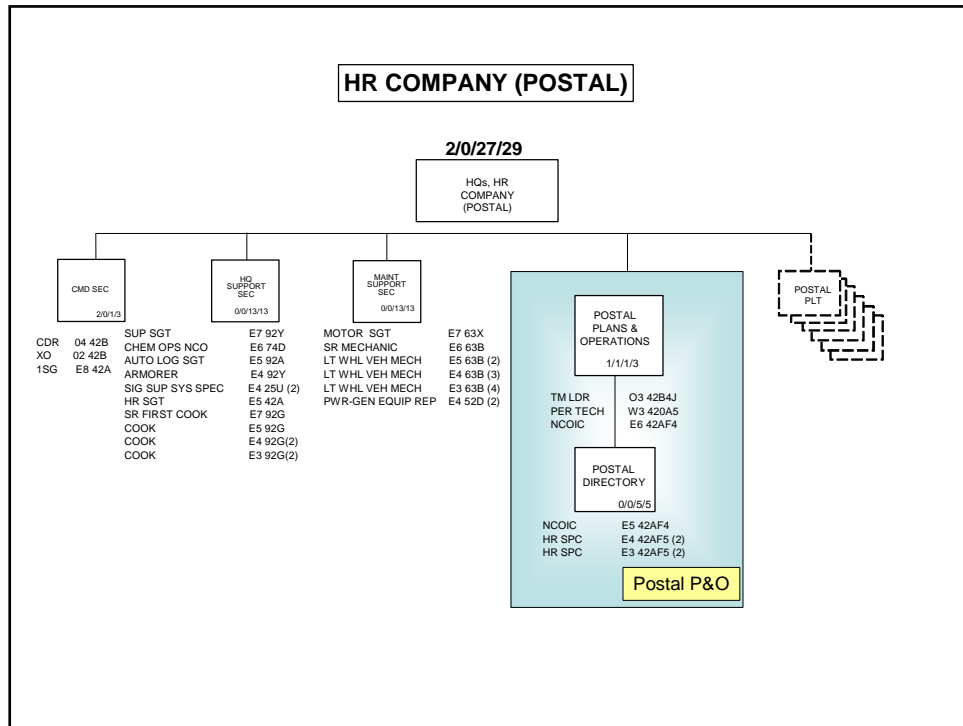 HR COMPANY (POSTAL)
2/0/27/29
HQs, HR
COMPANY
(POSTAL)
CMD SEC
2/0/1/3
CDR 04 42B
XO 02 42B
1SG E8 42A
HQ
SUPPORT
SEC
0/0/13/13
SUP SGT E7 92Y
CHEM OPS NCO E6 74D
AUTO LOG SGT E5 92A
ARMORER E4 92Y
SIG SUP SYS SPEC E4 25U (2)
HR SGT E5 42A
SR FIRST COOK E7 92G
COOK E5 92G
COOK E4 92G(2)
COOK E3 92G(2)
MAINT
SUPPORT
SEC
0/0/13/13
MOTOR SGT E7 63X
SR MECHANIC E6 63B
LT WHL VEH MECH E5 63B (2)
LT WHL VEH MECH E4 63B (3)
LT WHL VEH MECH E3 63B (4)
PWR-GEN EQUIP REP E4 52D (2)
POSTAL
PLANS &
OPERATIONS
1/1/1/3
TM LDR O3 42B4J
PER TECH W3 420A5
NCOIC E6 42AF4
POSTAL
DIRECTORY
0/0/5/5
NCOIC E5 42AF4
HR SPC E4 42AF5 (2)
HR SPC E3 42AF5 (2)
Postal P&O
POSTAL
PLT